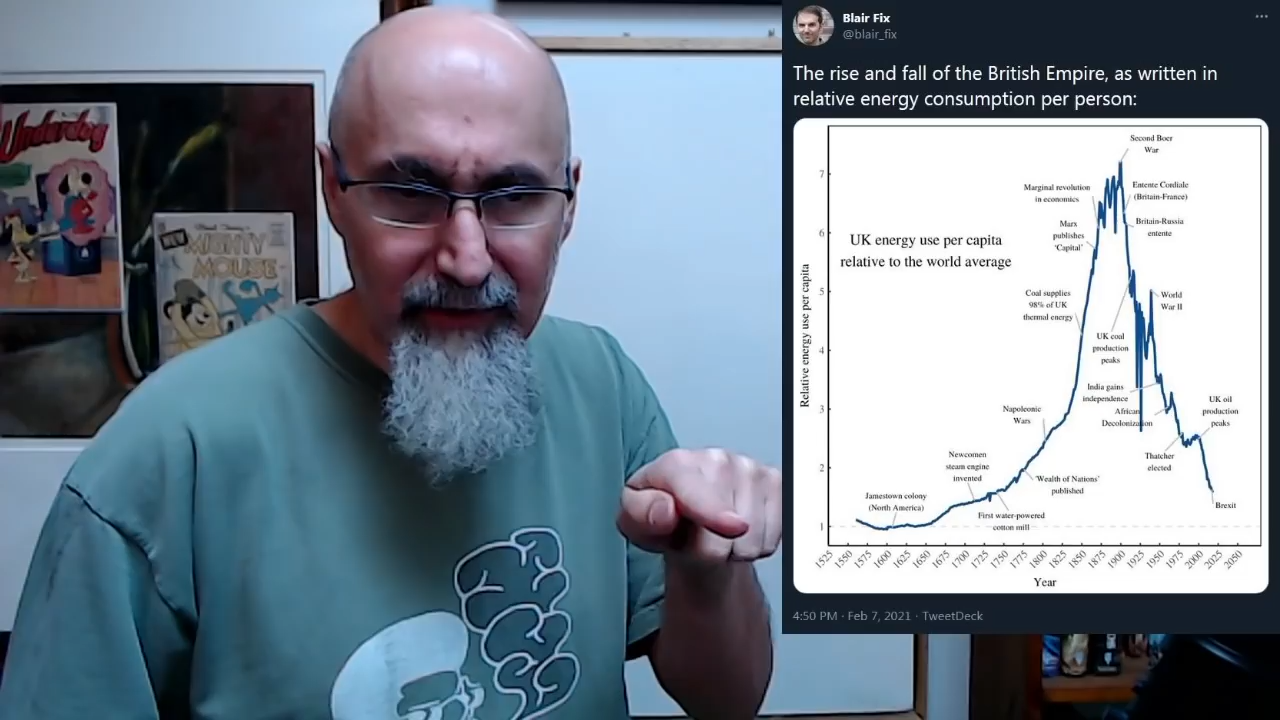 Underdog
NEW
MIGHTY
MOUSE
Blair Fix
@blair_fix
The rise and fall of the British Empire, as written in
relative energy consumption per person:
UK energy use per capita
relative to the world average
Relative energy use per capita
7
6
5
4
3
2
1
Second Boer
War
Marginal revolution
in economics
Entente Cordiale
(Britain-France)
Marx
publishes
'Capital'
Britain-Russia
entente
Coal supplies
98% of UK
thermal energy
World
War II
UK coal
production
peaks
India gains
independence
African
Decolonization
UK oil
production
peaks
Napoleonic
Wars
Thatcher
elected
Newcomen
steam engine
invented
'Wealth of Nations'
published
Jamestown colony
(North America)
First water-powered
cotton mill
Brexit
1525 1550 1575 1600 1625 1650 1675 1700 1725 1750 1775 1800 1825 1850 1875 1900 1925 1950 1975 2000 2025 2050
Year
4:50 PM · Feb 7, 2021 · TweetDeck